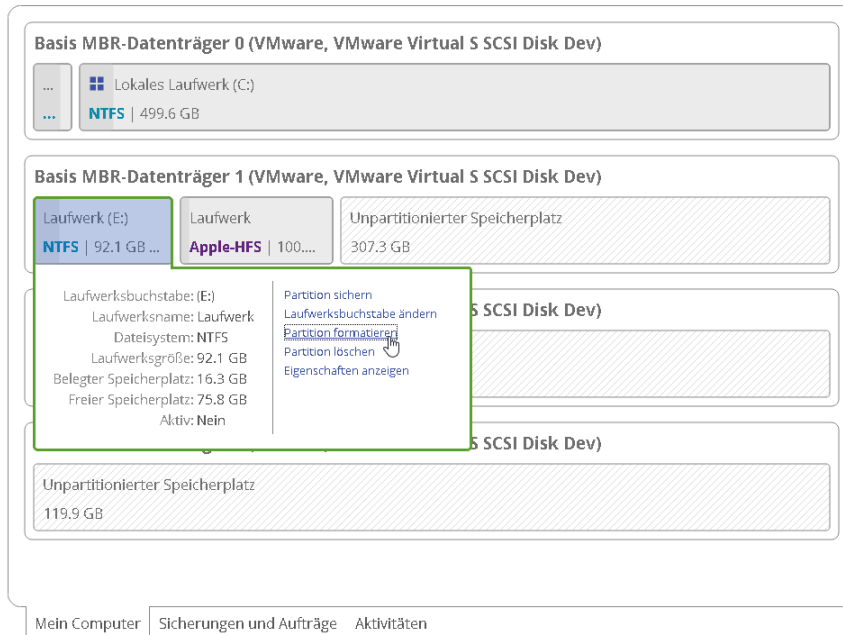 Basis MBR-Datenträger 0 (VMware, VMware Virtual S SCSI Disk Dev)
...
...
Lokales Laufwerk (C:)
NTFS | 499.6 GB
Basis MBR-Datenträger 1 (VMware, VMware Virtual S SCSI Disk Dev)
Laufwerk (E:)
NTFS | 92.1 GB ...
Laufwerk
Apple-HFS | 100....
Unpartitionierter Speicherplatz
307.3 GB
Laufwerksbuchstabe: (E:)
Laufwerksname: Laufwerk
Dateisystem: NTFS
Laufwerksgröße: 92.1 GB
Belegter Speicherplatz: 16.3 GB
Freier Speicherplatz: 75.8 GB
Aktiv: Nein
Partition sichern
Laufwerksbuchstabe ändern
Partition formatieren
Partition löschen
Eigenschaften anzeigen
S SCSI Disk Dev)
S SCSI Disk Dev)
Unpartitionierter Speicherplatz
119.9 GB
Mein Computer
Sicherungen und Aufträge
Aktivitäten